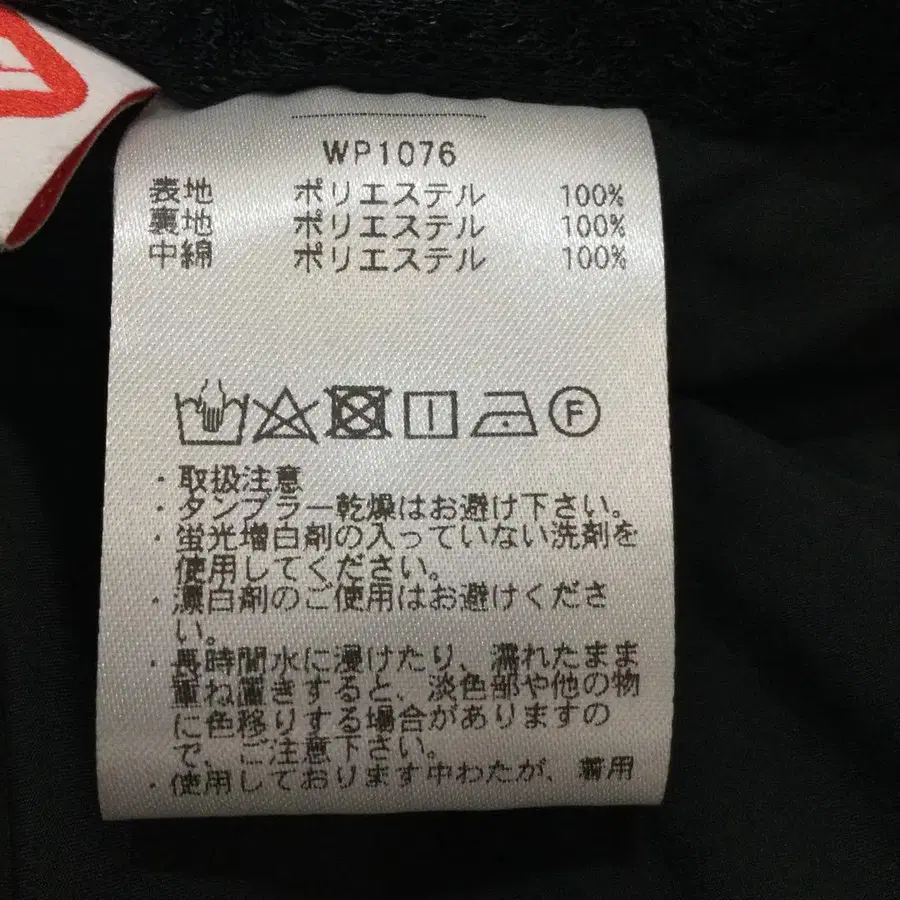 WP1076
表地 ポリエステル 100%
裏地 ポリエステル 100%
中綿 ポリエステル 100%
F
・取扱注意
・タンブラー乾燥はお避け下さい。
・蛍光増白剤の入っていない洗剤を
使用してください。
・漂白剤のご使用はお避けくださ
い。
・長時間水に浸けたり、濡れたまま
重ね置きすると、淡色部や他の物
に色移りする場合がありますの
で、ご注意下さい。
・使用しております中わたが、着用